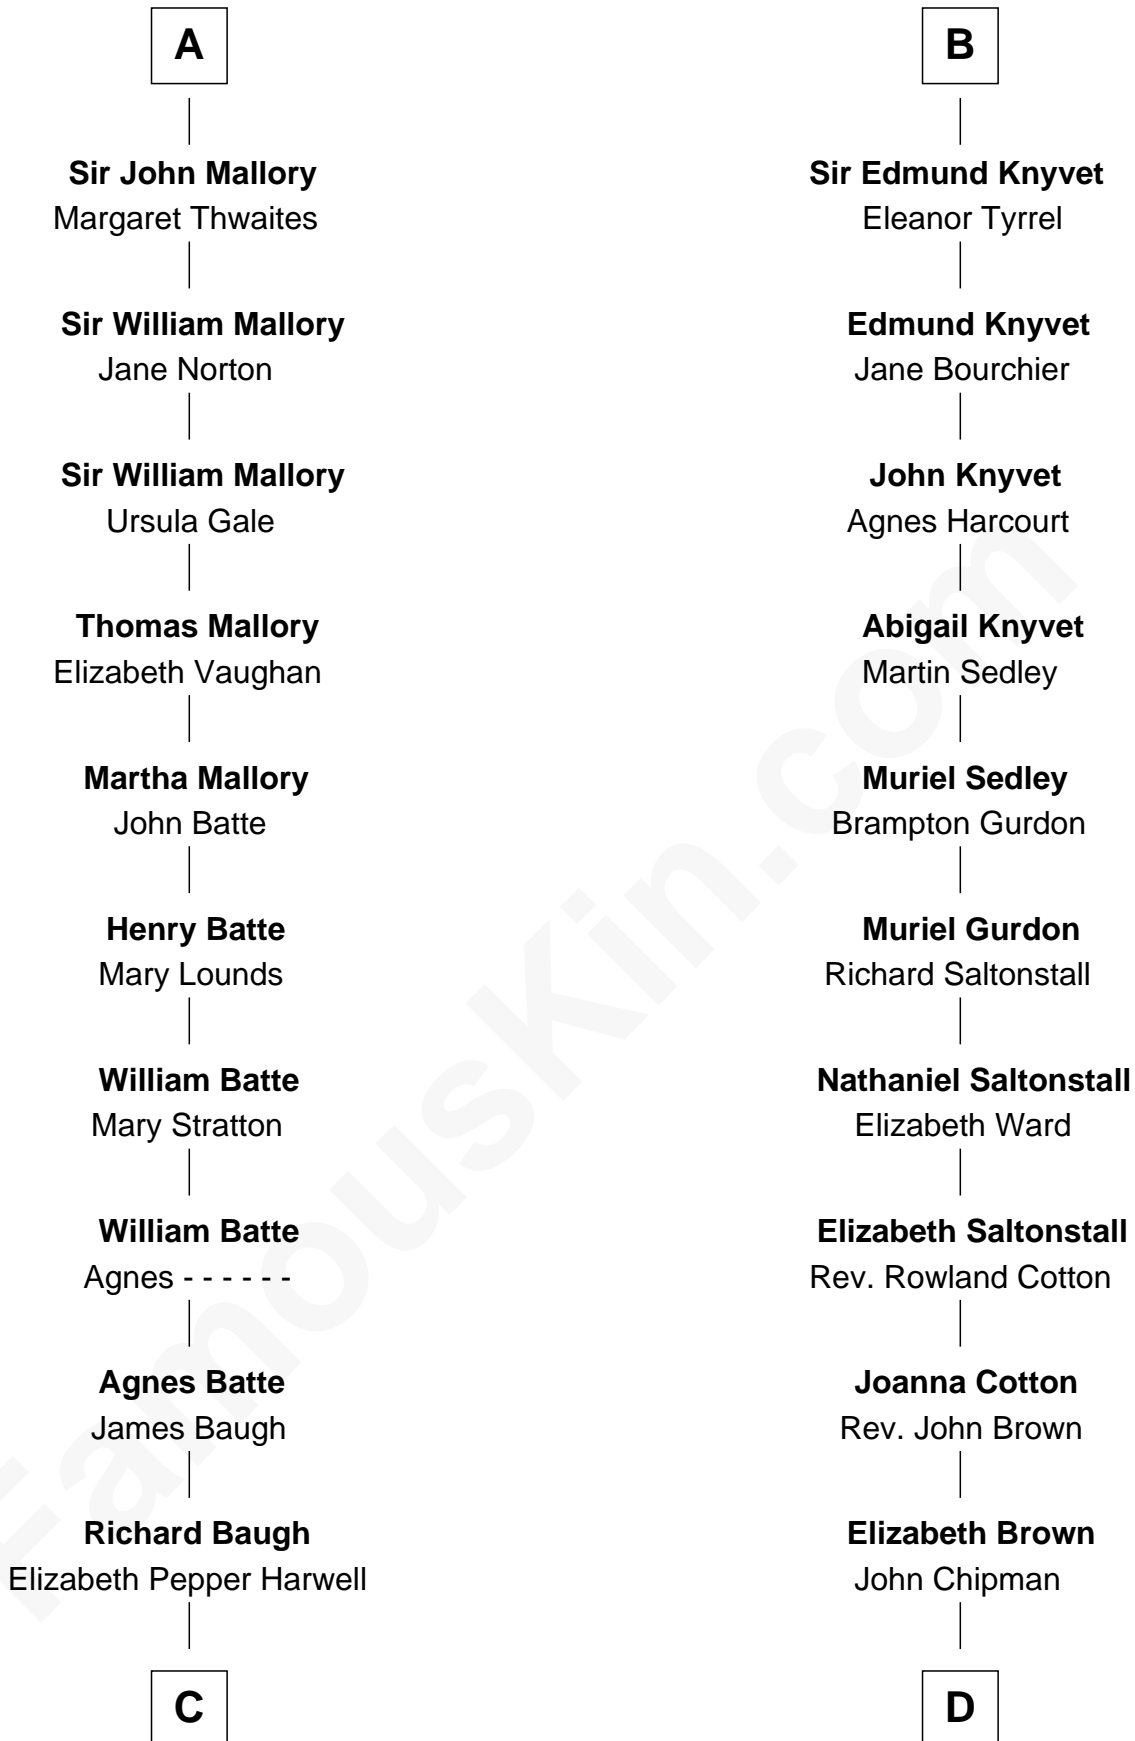 A
Sir John Mallory
Margaret Thwaites
Sir William Mallory
Jane Norton
Sir William Mallory
Ursula Gale
Thomas Mallory
Elizabeth Vaughan
Martha Mallory
John Batte
Henry Batte
Mary Lounds
William Batte
Mary Stratton
William Batte
Agnes - - - - - -
Agnes Batte
James Baugh
Richard Baugh
Elizabeth Pepper Harwell
C
B
Sir Edmund Knyvet
Eleanor Tyrrel
Edmund Knyvet
Jane Bourchier
John Knyvet
Agnes Harcourt
Abigail Knyvet
Martin Sedley
Muriel Sedley
Brampton Gurdon
Muriel Gurdon
Richard Saltonstall
Nathaniel Saltonstall
Elizabeth Ward
Elizabeth Saltonstall
Rev. Rowland Cotton
Joanna Cotton
Rev. John Brown
Elizabeth Brown
John Chipman
D
FamousKin.com